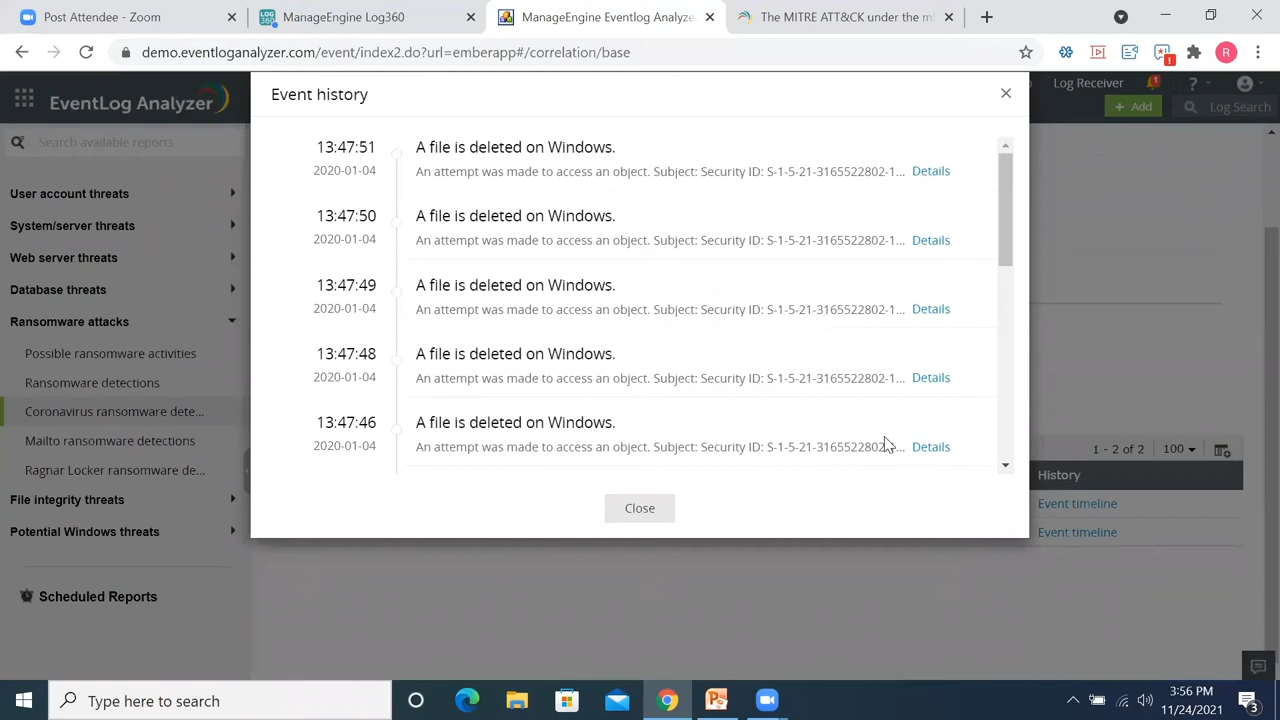 Post Attendee - Zoom
ManageEngine Log360
ManageEngine Eventlog Analyze
The MITRE ATT&CK under the mi
demo.eventloganalyzer.com/event/index2.do?url=emberapp#/correlation/base
R
EventLog Analyzer
Log Receiver
1
?
+ Add
Log Search
Search available reports
User account threats
System/server threats
Web server threats
Database threats
Ransomware attacks
Possible ransomware activities
Ransomware detections
Coronavirus ransomware dete...
Mailto ransomware detections
Ragnar Locker ransomware de...
File integrity threats
Potential Windows threats
Scheduled Reports
Event history
13:47:51
A file is deleted on Windows.
2020-01-04
An attempt was made to access an object. Subject: Security ID: S-1-5-21-3165522802-1... Details
13:47:50
A file is deleted on Windows.
2020-01-04
An attempt was made to access an object. Subject: Security ID: S-1-5-21-3165522802-1... Details
13:47:49
A file is deleted on Windows.
2020-01-04
An attempt was made to access an object. Subject: Security ID: S-1-5-21-3165522802-1... Details
13:47:48
A file is deleted on Windows.
2020-01-04
An attempt was made to access an object. Subject: Security ID: S-1-5-21-3165522802-1... Details
13:47:46
A file is deleted on Windows.
2020-01-04
An attempt was made to access an object. Subject: Security ID: S-1-5-21-3165522802-... Details
Close
1 - 2 of 2
100
History
Event timeline
Event timeline
Type here to search
3:56 PM
11/24/2021
3